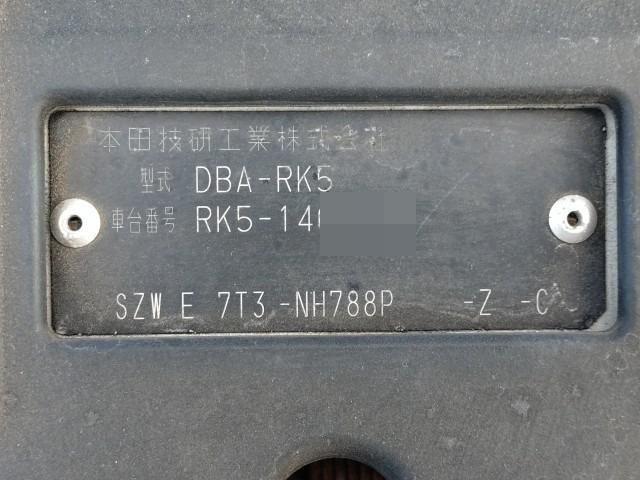 本田技研工業株式会社
型式 DBA-RK5
車台番号 RK5-14
SZW E 7T3 -NH788P -Z -C